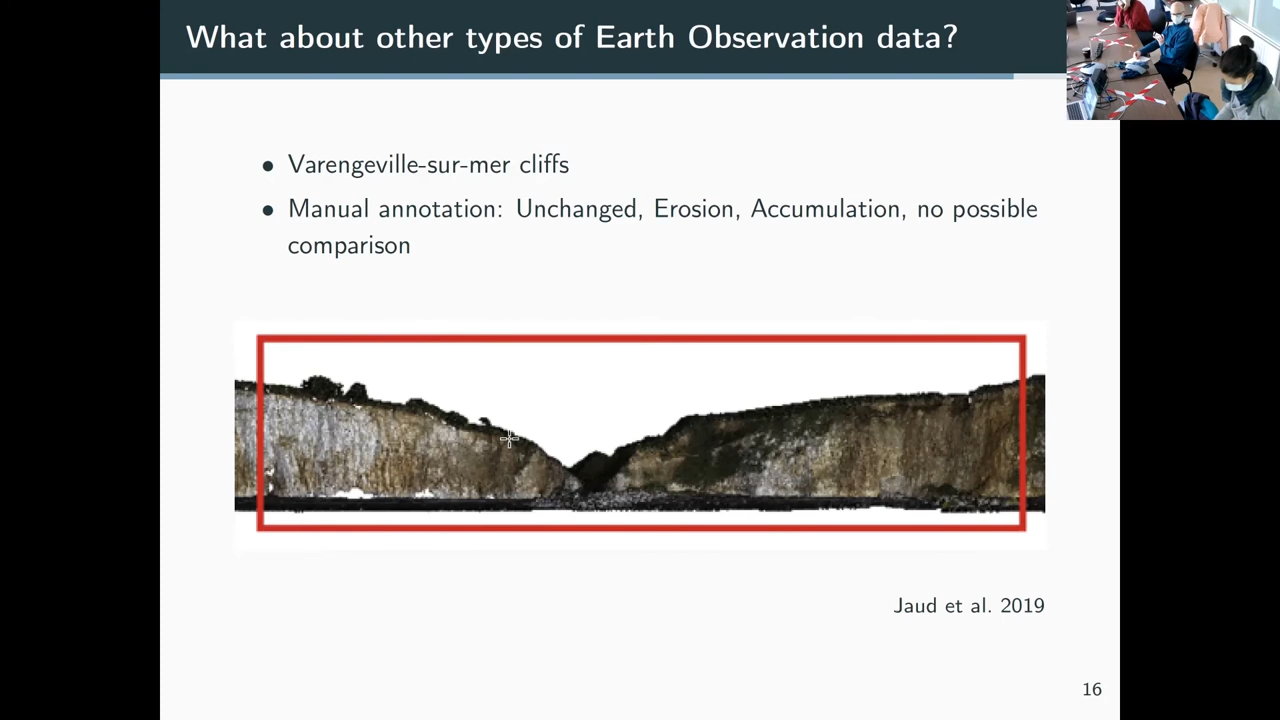 What about other types of Earth Observation data?
• Varengeville-sur-mer cliffs
• Manual annotation: Unchanged, Erosion, Accumulation, no possible
comparison
Jaud et al. 2019
16